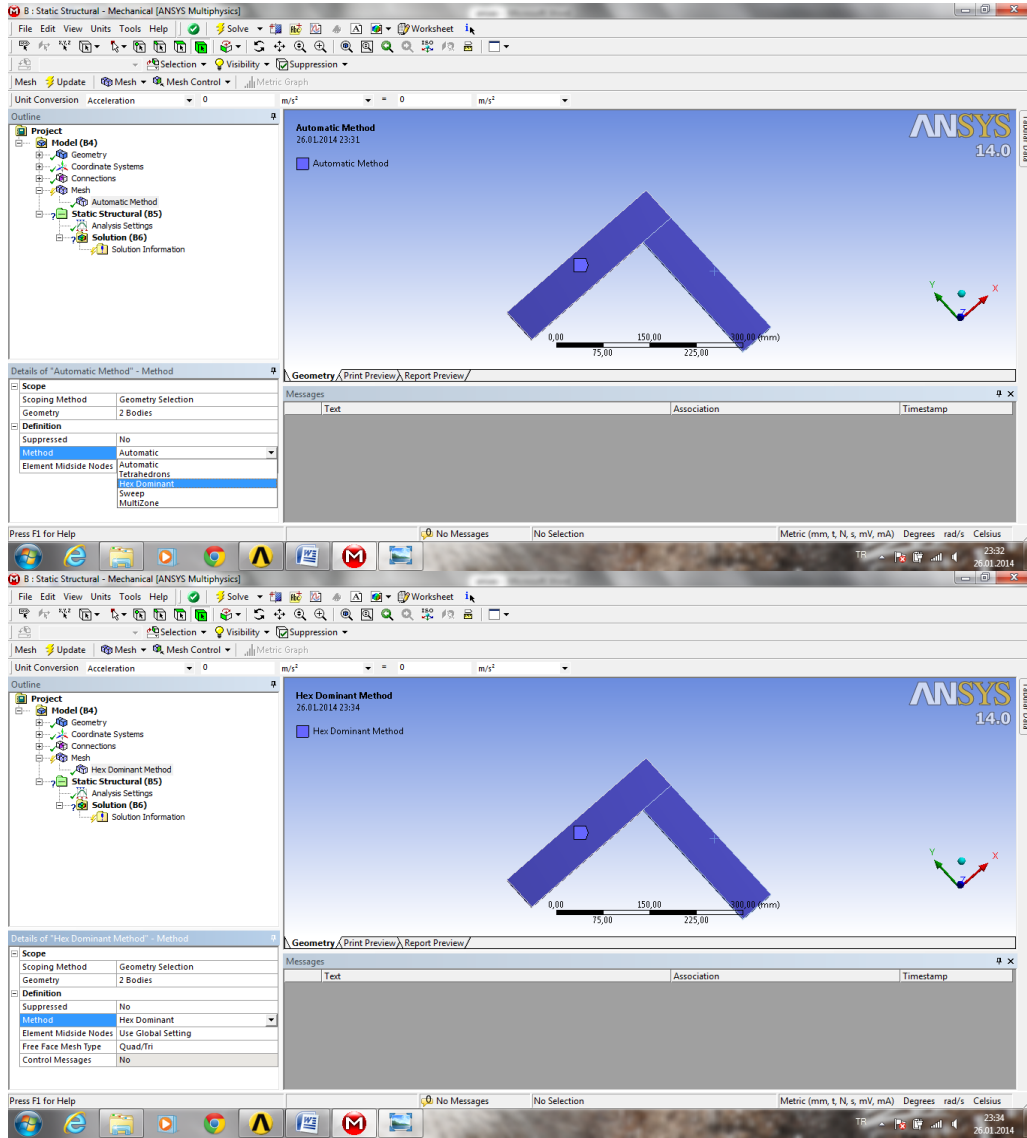 B : Static Structural - Mechanical [ANSYS Multiphysics]
File Edit View Units Tools Help Solve Worksheet
Selection Visibility Suppression
Mesh Update Mesh Mesh Control Metric Graph
Unit Conversion Acceleration 0 m/s² = 0 m/s²
Outline
Project
Model (B4)
Geometry
Coordinate Systems
Connections
Mesh
Automatic Method
Static Structural (B5)
Analysis Settings
Solution (B6)
Solution Information
Automatic Method
26.01.2014 23:31
Automatic Method
ANSYS
14.0
0,00 150,00 300,00 (mm)
75,00 225,00
Y X
Z
Geometry Print Preview Report Preview
Details of "Automatic Method" - Method
Scope
Scoping Method Geometry Selection
Geometry 2 Bodies
Definition
Suppressed No
Method Automatic
Element Midside Nodes
Automatic
Tetrahedrons
Hex Dominant
Sweep
MultiZone
Messages
Text Association Timestamp
Press F1 for Help No Messages No Selection Metric (mm, t, N, s, mV, mA) Degrees rad/s Celsius
TR 23:32
26.01.2014
B : Static Structural - Mechanical [ANSYS Multiphysics]
File Edit View Units Tools Help Solve Worksheet
Selection Visibility Suppression
Mesh Update Mesh Mesh Control Metric Graph
Unit Conversion Acceleration 0 m/s² = 0 m/s²
Outline
Project
Model (B4)
Geometry
Coordinate Systems
Connections
Mesh
Hex Dominant Method
Static Structural (B5)
Analysis Settings
Solution (B6)
Solution Information
Hex Dominant Method
26.01.2014 23:34
Hex Dominant Method
ANSYS
14.0
0,00 150,00 300,00 (mm)
75,00 225,00
Y X
Z
Geometry Print Preview Report Preview
Details of "Hex Dominant Method" - Method
Scope
Scoping Method Geometry Selection
Geometry 2 Bodies
Definition
Suppressed No
Method Hex Dominant
Element Midside Nodes Use Global Setting
Free Face Mesh Type Quad/Tri
Control Messages No
Messages
Text Association Timestamp
Press F1 for Help No Messages No Selection Metric (mm, t, N, s, mV, mA) Degrees rad/s Celsius
TR 23:34
26.01.2014